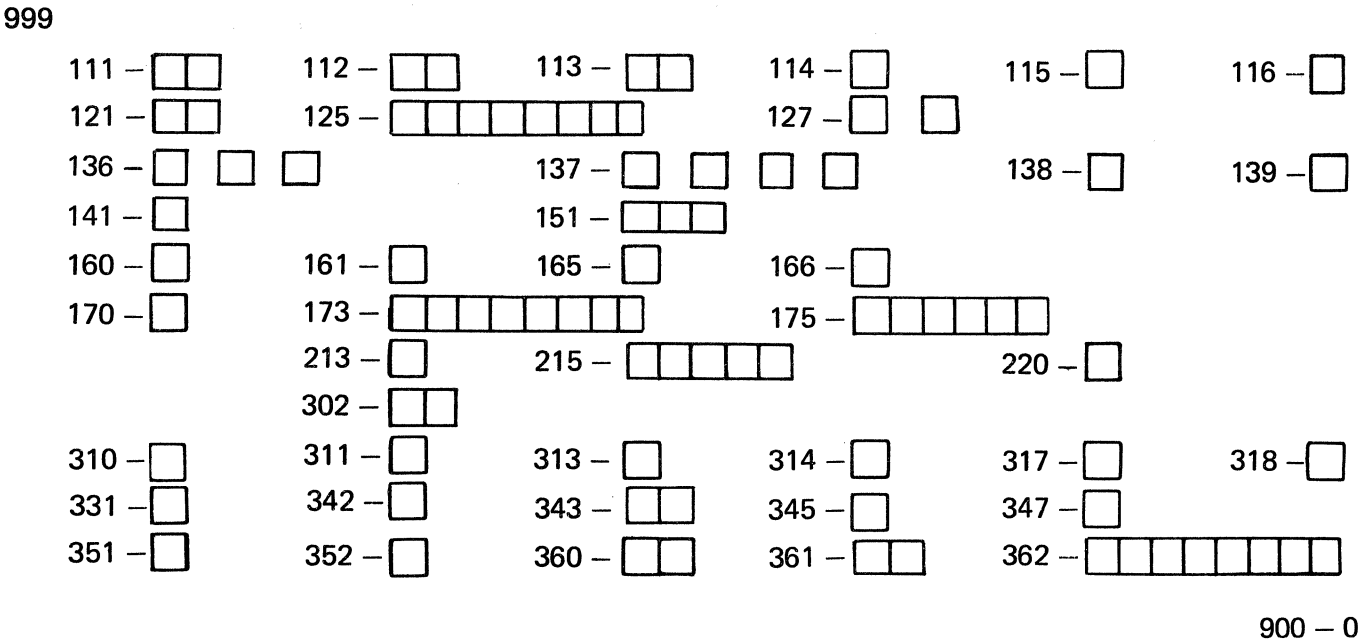 999
111 – 112 – 113 – 114 – 115 – 116 –
121 – 125 – 127 –
136 – 137 – 138 – 139 –
141 – 151 –
160 – 161 – 165 – 166 –
170 – 173 – 175 –
213 – 215 – 220 –
302 –
310 – 311 – 313 – 314 – 317 – 318 –
331 – 342 – 343 – 345 – 347 –
351 – 352 – 360 – 361 – 362 –
900 – 0